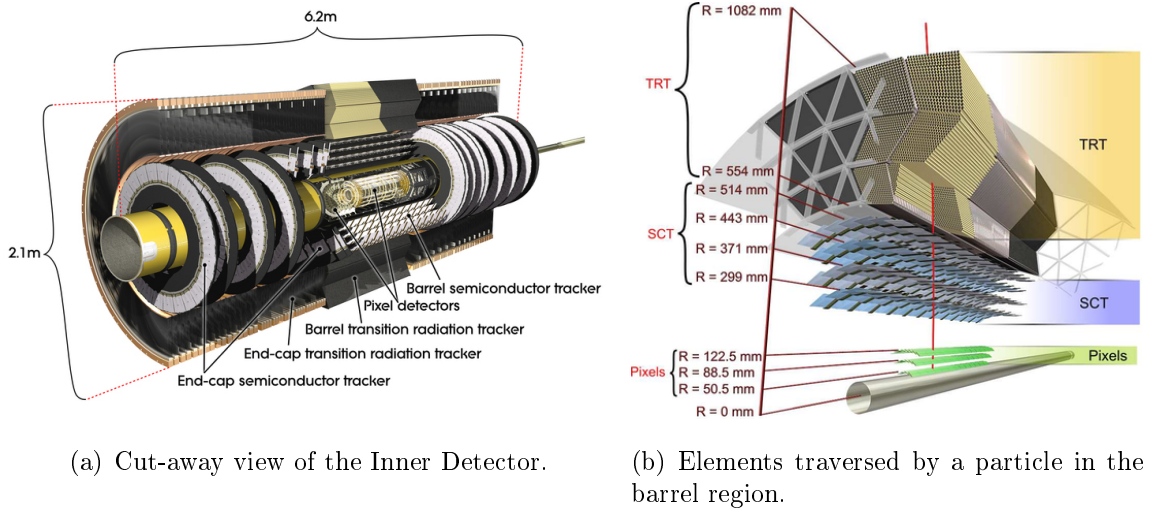 6.2m
2.1m
Barrel semiconductor tracker
Pixel detectors
Barrel transition radiation tracker
End-cap transition radiation tracker
End-cap semiconductor tracker
(a) Cut-away view of the Inner Detector.
R = 1082 mm
TRT
TRT
R = 554 mm
R = 514 mm
R = 443 mm
SCT
R = 371 mm
R = 299 mm
SCT
R = 122.5 mm
Pixels
Pixels
R = 88.5 mm
R = 50.5 mm
R = 0 mm
(b) Elements traversed by a particle in the
barrel region.